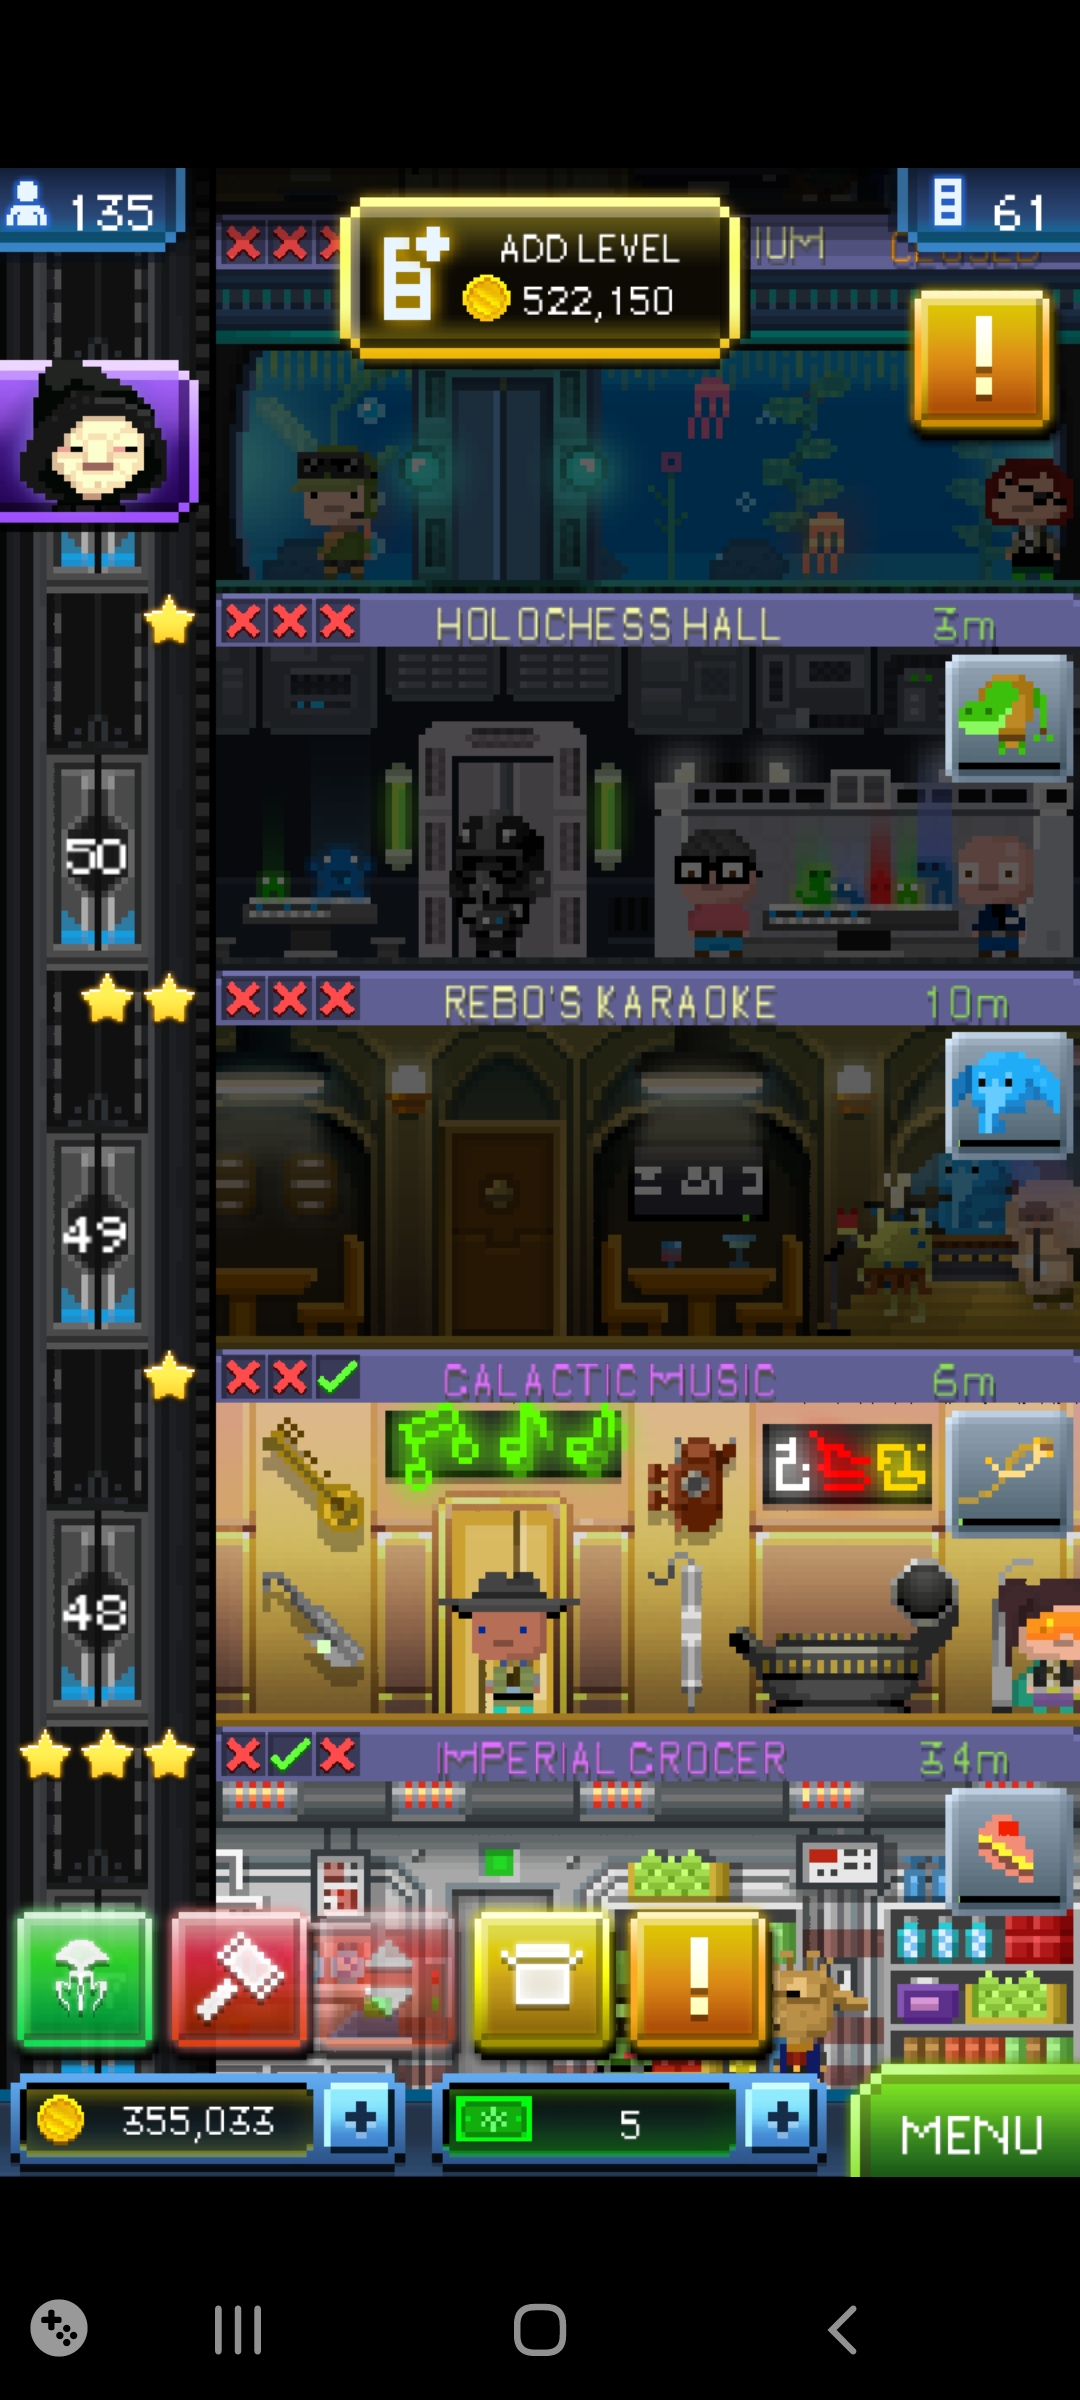 135
ADD LEVEL
522,150
61
IUM
CLOSED
HOLOCHESS HALL
3m
50
REBO'S KARAOKE
10m
49
GALACTIC MUSIC
6m
48
IMPERIAL GROCER
34m
355,033
5
MENU